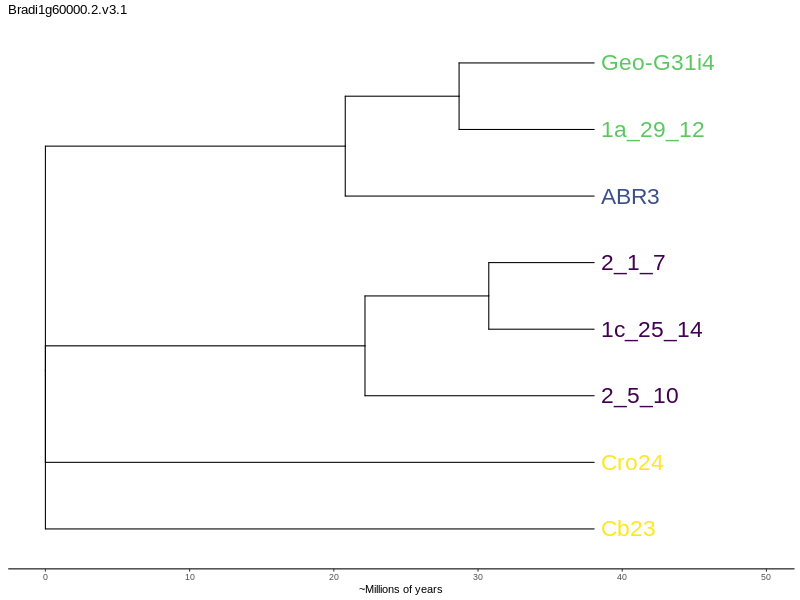 Bradi1g60000.2.v3.1
Geo-G31i4
1a_29_12
ABR3
2_1_7
1c_25_14
2_5_10
Cro24
Cb23
0 10 20 30 40 50
~Millions of years